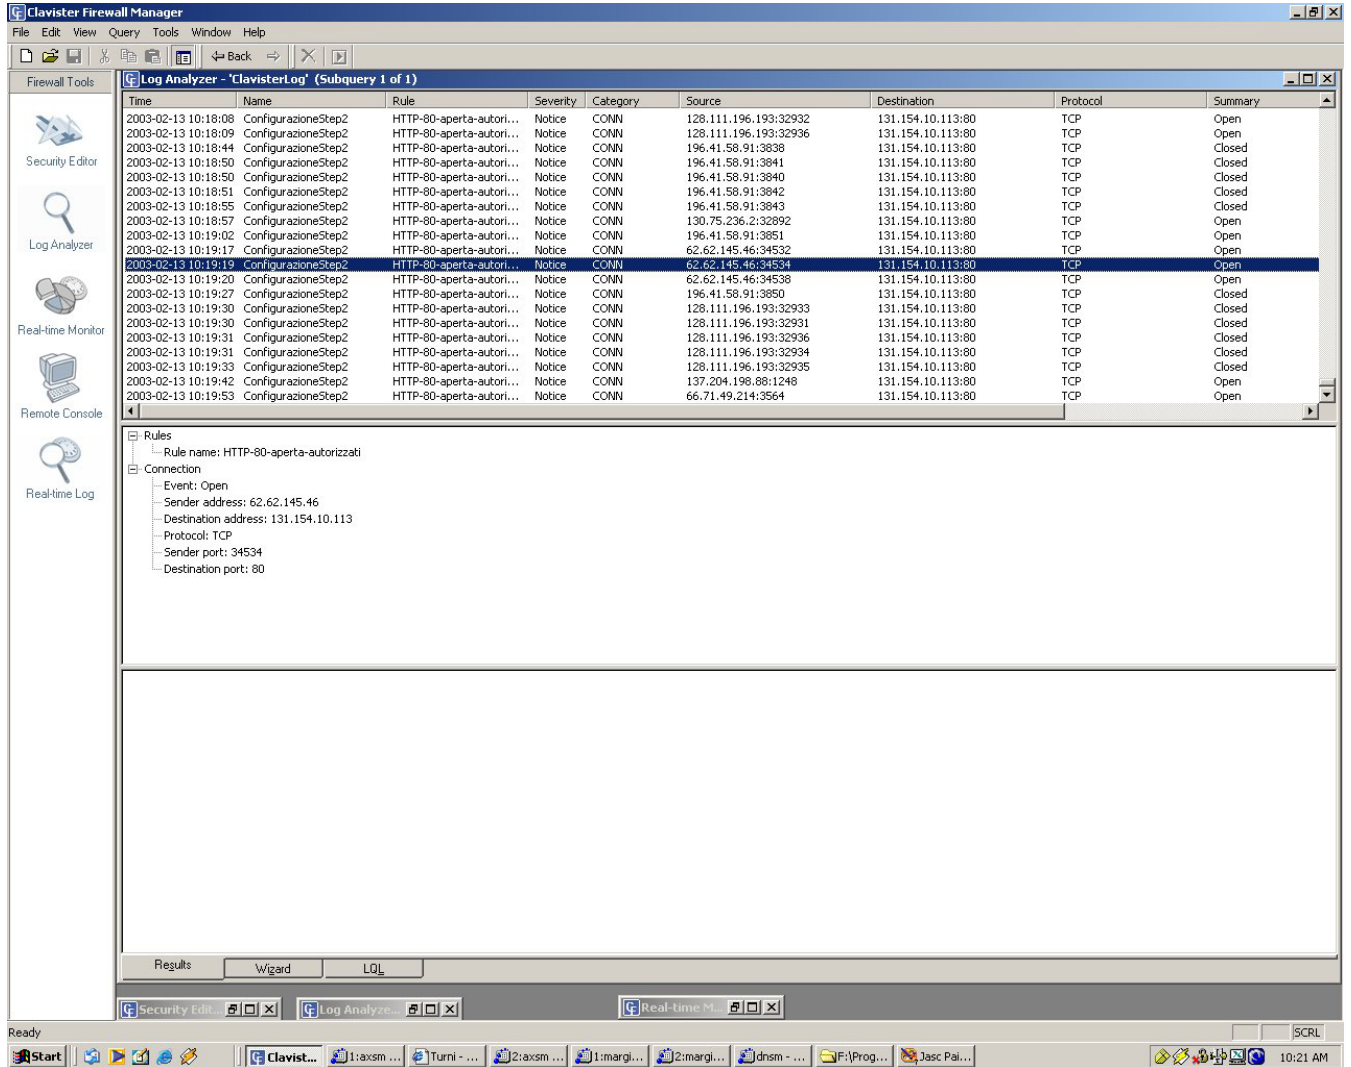 Clavister Firewall Manager
File Edit View Query Tools Window Help
Back
Firewall Tools
Security Editor
Log Analyzer
Real-time Monitor
Remote Console
Real-time Log
Log Analyzer - 'ClavisterLog' (Subquery 1 of 1)
Time Name Rule Severity Category Source Destination Protocol Summary
2003-02-13 10:18:08 ConfigurazioneStep2 HTTP-80-aperta-autori... Notice CONN 128.111.196.193:32932 131.154.10.113:80 TCP Open
2003-02-13 10:18:09 ConfigurazioneStep2 HTTP-80-aperta-autori... Notice CONN 128.111.196.193:32936 131.154.10.113:80 TCP Open
2003-02-13 10:18:44 ConfigurazioneStep2 HTTP-80-aperta-autori... Notice CONN 196.41.58.91:3838 131.154.10.113:80 TCP Closed
2003-02-13 10:18:50 ConfigurazioneStep2 HTTP-80-aperta-autori... Notice CONN 196.41.58.91:3841 131.154.10.113:80 TCP Closed
2003-02-13 10:18:50 ConfigurazioneStep2 HTTP-80-aperta-autori... Notice CONN 196.41.58.91:3840 131.154.10.113:80 TCP Closed
2003-02-13 10:18:51 ConfigurazioneStep2 HTTP-80-aperta-autori... Notice CONN 196.41.58.91:3842 131.154.10.113:80 TCP Closed
2003-02-13 10:18:55 ConfigurazioneStep2 HTTP-80-aperta-autori... Notice CONN 196.41.58.91:3843 131.154.10.113:80 TCP Closed
2003-02-13 10:18:57 ConfigurazioneStep2 HTTP-80-aperta-autori... Notice CONN 130.75.236.2:32892 131.154.10.113:80 TCP Open
2003-02-13 10:19:02 ConfigurazioneStep2 HTTP-80-aperta-autori... Notice CONN 196.41.58.91:3851 131.154.10.113:80 TCP Open
2003-02-13 10:19:17 ConfigurazioneStep2 HTTP-80-aperta-autori... Notice CONN 62.62.145.46:34532 131.154.10.113:80 TCP Open
2003-02-13 10:19:19 ConfigurazioneStep2 HTTP-80-aperta-autori... Notice CONN 62.62.145.46:34534 131.154.10.113:80 TCP Open
2003-02-13 10:19:20 ConfigurazioneStep2 HTTP-80-aperta-autori... Notice CONN 62.62.145.46:34538 131.154.10.113:80 TCP Open
2003-02-13 10:19:27 ConfigurazioneStep2 HTTP-80-aperta-autori... Notice CONN 196.41.58.91:3850 131.154.10.113:80 TCP Closed
2003-02-13 10:19:30 ConfigurazioneStep2 HTTP-80-aperta-autori... Notice CONN 128.111.196.193:32933 131.154.10.113:80 TCP Closed
2003-02-13 10:19:30 ConfigurazioneStep2 HTTP-80-aperta-autori... Notice CONN 128.111.196.193:32931 131.154.10.113:80 TCP Closed
2003-02-13 10:19:31 ConfigurazioneStep2 HTTP-80-aperta-autori... Notice CONN 128.111.196.193:32936 131.154.10.113:80 TCP Closed
2003-02-13 10:19:31 ConfigurazioneStep2 HTTP-80-aperta-autori... Notice CONN 128.111.196.193:32934 131.154.10.113:80 TCP Closed
2003-02-13 10:19:33 ConfigurazioneStep2 HTTP-80-aperta-autori... Notice CONN 128.111.196.193:32935 131.154.10.113:80 TCP Closed
2003-02-13 10:19:42 ConfigurazioneStep2 HTTP-80-aperta-autori... Notice CONN 137.204.198.88:1248 131.154.10.113:80 TCP Open
2003-02-13 10:19:53 ConfigurazioneStep2 HTTP-80-aperta-autori... Notice CONN 66.71.49.214:3564 131.154.10.113:80 TCP Open
Rules
Rule name: HTTP-80-aperta-autorizzati
Connection
Event: Open
Sender address: 62.62.145.46
Destination address: 131.154.10.113
Protocol: TCP
Sender port: 34534
Destination port: 80
Results Wizard LQL
Security Edit... Log Analyze... Real-time M...
Ready SCRL
Start Clavist... 1:axsm ... Turni - ... 2:axsm ... 1:margi... 2:margi... dnsm - ... F:\Prog... Jasc Pai... 10:21 AM